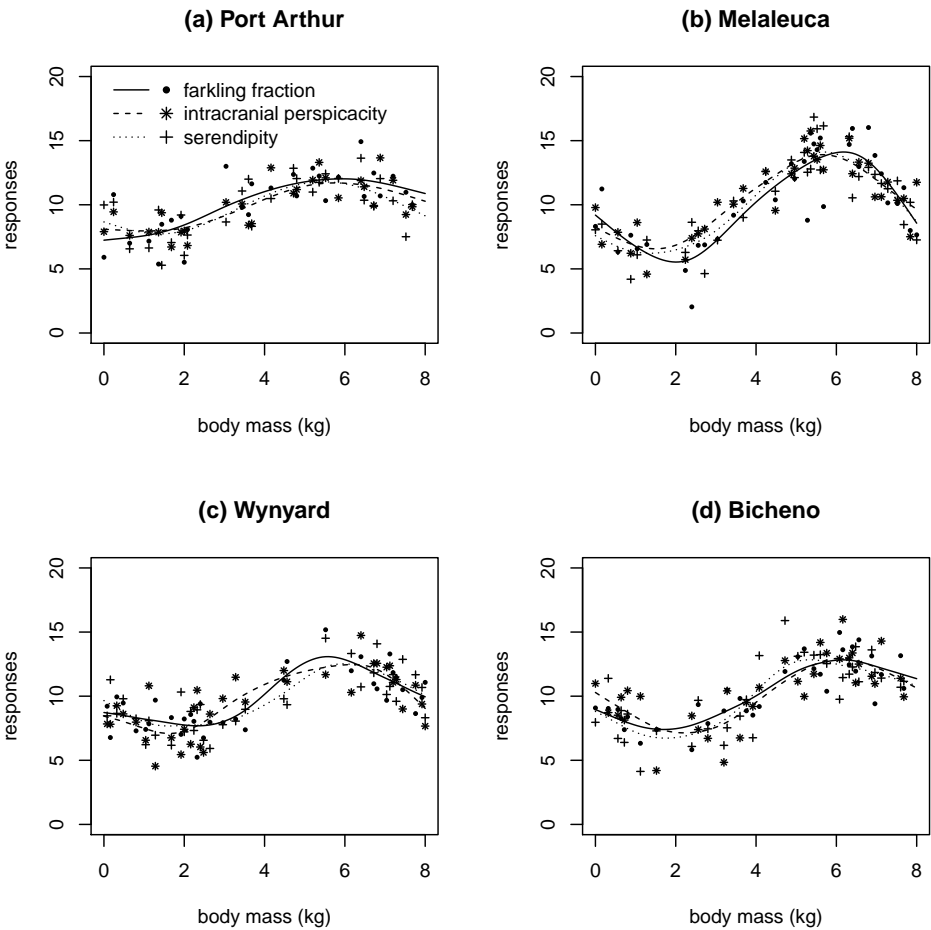 (a) Port Arthur
responses
20
15
10
5
0
farkling fraction
intracranial perspicacity
serendipity
0 2 4 6 8
body mass (kg)
(b) Melaleuca
responses
20
15
10
5
0
0 2 4 6 8
body mass (kg)
(c) Wynyard
responses
20
15
10
5
0
0 2 4 6 8
body mass (kg)
(d) Bicheno
responses
20
15
10
5
0
0 2 4 6 8
body mass (kg)